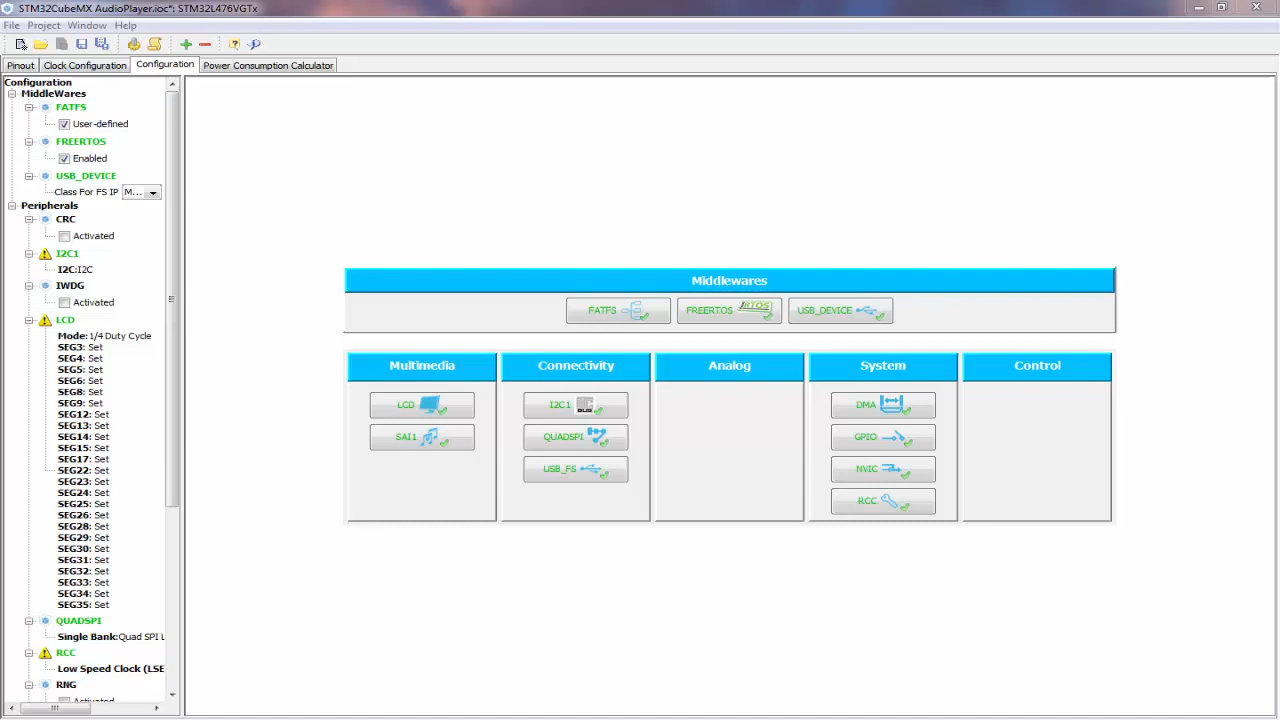 STM32CubeMX AudioPlayer.ioc*: STM32L476VGTx
File Project Window Help
Pinout Clock Configuration Configuration Power Consumption Calculator
Configuration
MiddleWares
FATFS
User-defined
FREERTOS
Enabled
USB_DEVICE
Class For FS IP M...
Peripherals
CRC
Activated
I2C1
I2C:I2C
IWDG
Activated
LCD
Mode: 1/4 Duty Cycle
SEG3: Set
SEG4: Set
SEG5: Set
SEG6: Set
SEG8: Set
SEG9: Set
SEG12: Set
SEG13: Set
SEG14: Set
SEG15: Set
SEG17: Set
SEG22: Set
SEG23: Set
SEG24: Set
SEG25: Set
SEG26: Set
SEG28: Set
SEG29: Set
SEG30: Set
SEG31: Set
SEG32: Set
SEG33: Set
SEG34: Set
SEG35: Set
QUADSPI
Single Bank:Quad SPI L
RCC
Low Speed Clock (LSE
RNG
Activated
Middlewares
FATFS FREERTOS RTOS USB_DEVICE
Multimedia Connectivity Analog System Control
LCD I2C1 BUS DMA
SAI1 QUADSPI GPIO
USB_FS NVIC
RCC